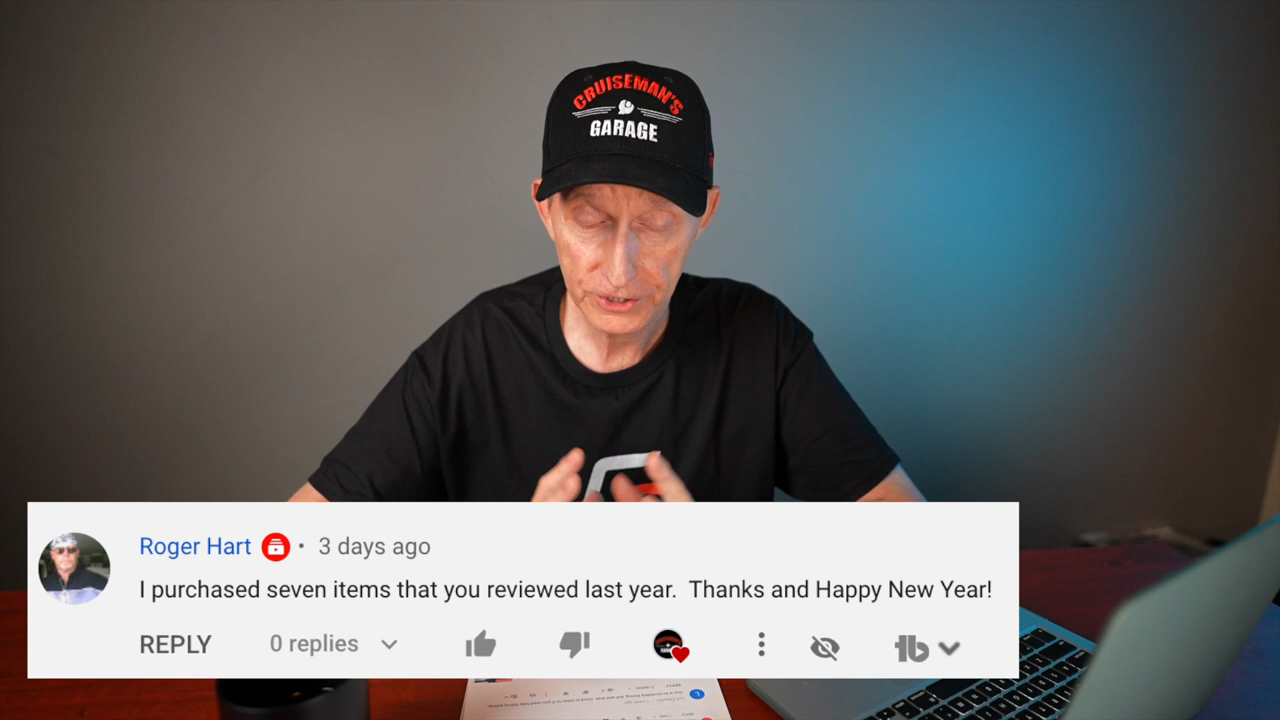 CRUISEMAN'S
GARAGE
Roger Hart • 3 days ago
I purchased seven items that you reviewed last year.  Thanks and Happy New Year!
REPLY 0 replies